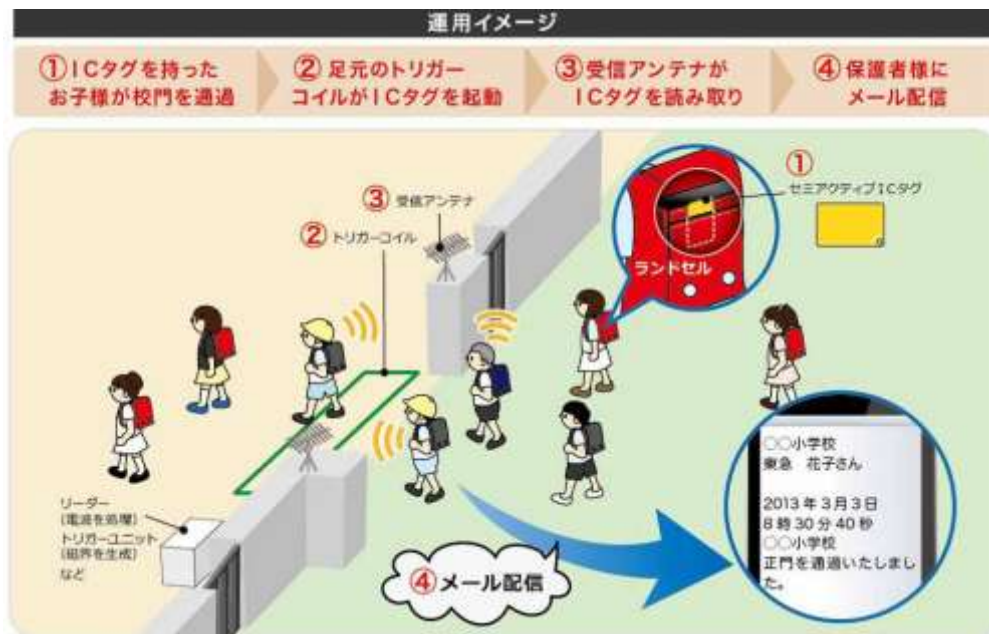 運用イメージ
①ICタグを持った
お子様が校門を通過
②足元のトリガー
コイルがICタグを起動
③受信アンテナが
ICタグを読み取り
④保護者様に
メール配信
①
セミアクティブICタグ
③受信アンテナ
②トリガーコイル
ランドセル
リーダー
(電波を処理)
トリガーユニット
(磁界を生成)
など
④メール配信
○○小学校
東急 花子さん
2013年3月3日
8時30分40秒
○○小学校
正門を通過いたしまし
た。